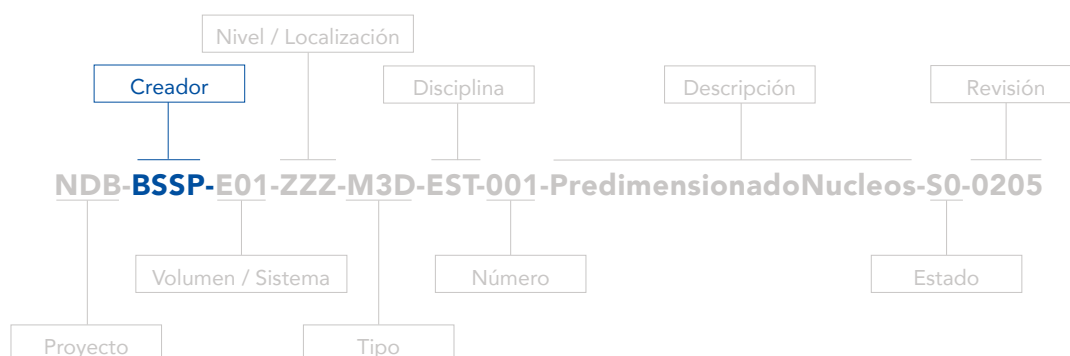 Nivel / Localización
Creador
Disciplina
Descripción
Revisión
NDB-BSSP-E01-ZZZ-M3D-EST-001-PredimensionadoNucleos-S0-0205
Volumen / Sistema
Número
Estado
Proyecto
Tipo